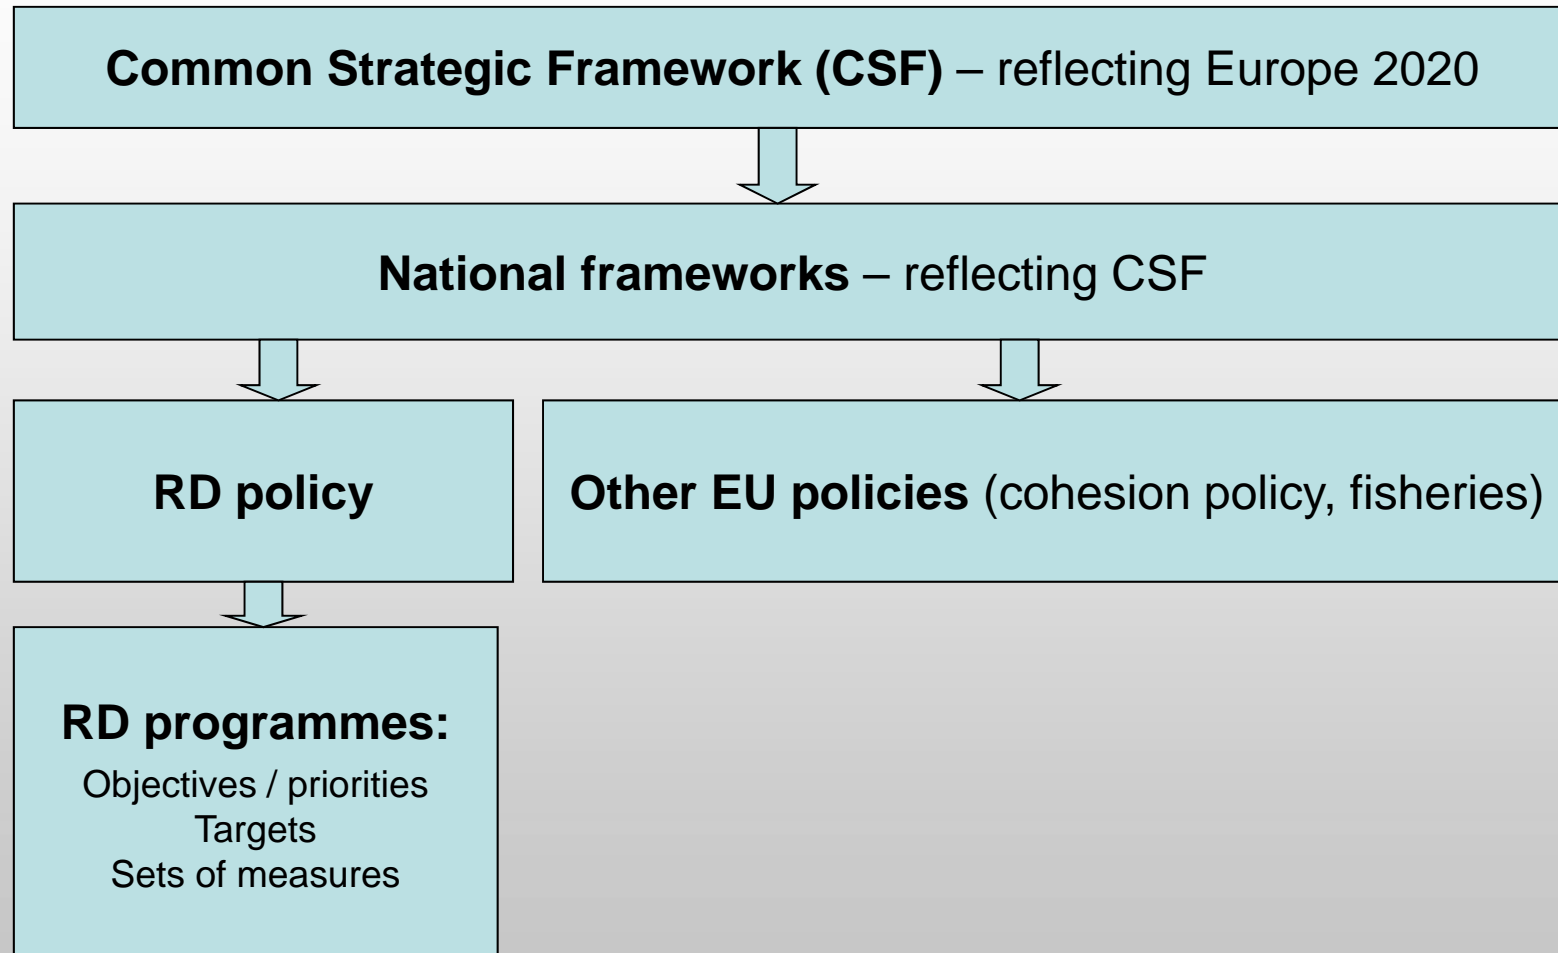 Common Strategic Framework (CSF) – reflecting Europe 2020
National frameworks – reflecting CSF
RD policy
Other EU policies (cohesion policy, fisheries)
RD programmes:
Objectives / priorities
Targets
Sets of measures